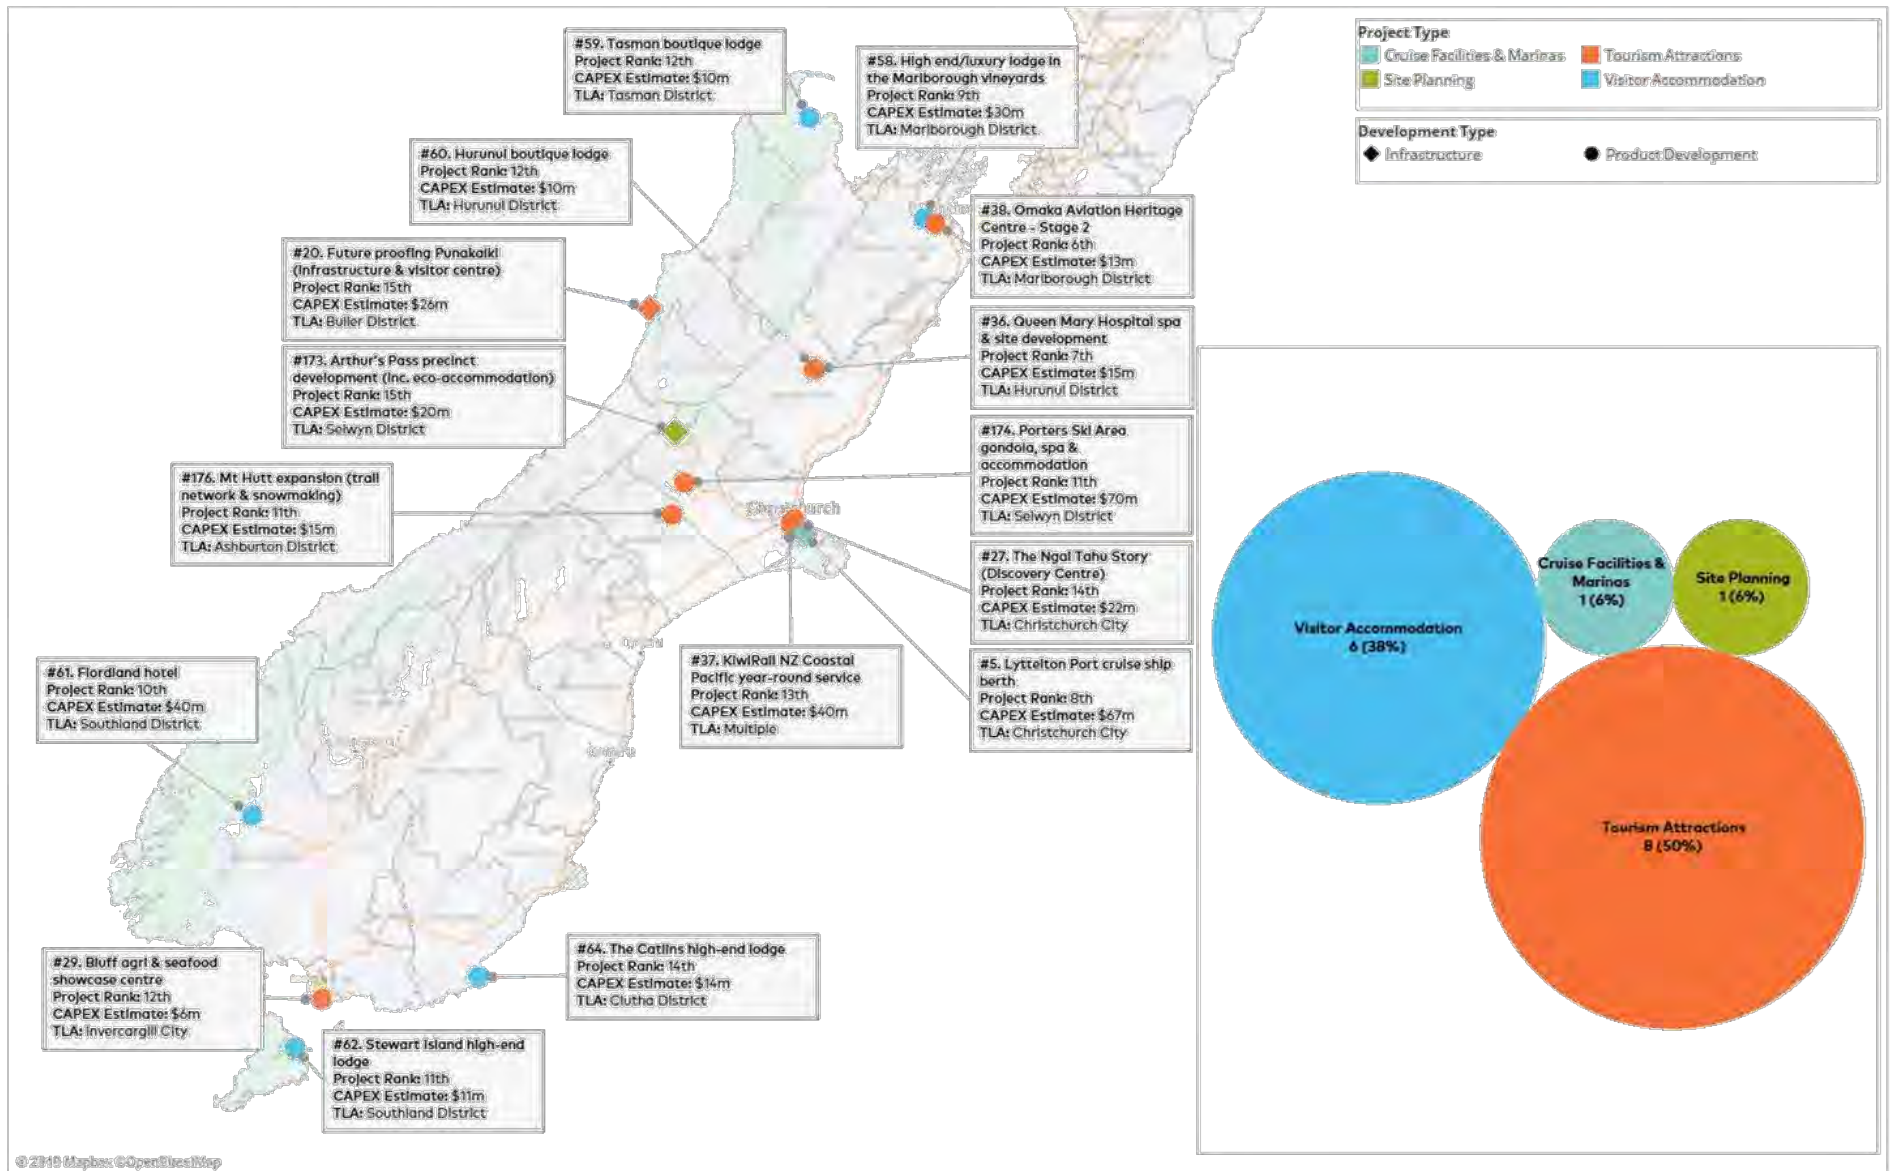 #59. Tasman boutique lodge
Project Rank: 12th
CAPEX Estimate: $10m
TLA: Tasman District
#58. High end/luxury lodge in
the Marlborough vineyards
Project Rank: 9th
CAPEX Estimate: $30m
TLA: Marlborough District
Project Type
Cruise Facilities & Marinas
Tourism Attractions
Site Planning
Visitor Accommodation
Development Type
Infrastructure
Product Development
#60. Hurunui boutique lodge
Project Rank: 12th
CAPEX Estimate: $10m
TLA: Hurunui District
#38. Omaka Aviation Heritage
Centre - Stage 2
Project Rank: 6th
CAPEX Estimate: $13m
TLA: Marlborough District
#20. Future proofing Punakaiki
(infrastructure & visitor centre)
Project Rank: 15th
CAPEX Estimate: $26m
TLA: Buller District
#36. Queen Mary Hospital spa
& site development
Project Rank: 7th
CAPEX Estimate: $15m
TLA: Hurunui District
#173. Arthur's Pass precinct
development (inc. eco-accommodation)
Project Rank: 15th
CAPEX Estimate: $20m
TLA: Selwyn District
#174. Porters Ski Area
gondola, spa &
accommodation
Project Rank: 11th
CAPEX Estimate: $70m
TLA: Selwyn District
#176. Mt Hutt expansion (trail
network & snowmaking)
Project Rank: 11th
CAPEX Estimate: $15m
TLA: Ashburton District
Christchurch
#27. The Ngai Tahu Story
(Discovery Centre)
Project Rank: 14th
CAPEX Estimate: $22m
TLA: Christchurch City
#37. KiwiRail NZ Coastal
Pacific year-round service
Project Rank: 13th
CAPEX Estimate: $40m
TLA: Multiple
#5. Lyttelton Port cruise ship
berth
Project Rank: 8th
CAPEX Estimate: $67m
TLA: Christchurch City
#61. Fiordland hotel
Project Rank: 10th
CAPEX Estimate: $40m
TLA: Southland District
#29. Bluff agri & seafood
showcase centre
Project Rank: 12th
CAPEX Estimate: $6m
TLA: Invercargill City
#64. The Catlins high-end lodge
Project Rank: 14th
CAPEX Estimate: $14m
TLA: Clutha District
#62. Stewart Island high-end
lodge
Project Rank: 11th
CAPEX Estimate: $11m
TLA: Southland District
Visitor Accommodation
6 (38%)
Cruise Facilities &
Marinas
1 (6%)
Site Planning
1 (6%)
Tourism Attractions
8 (50%)
© 2019 Mapbox ©OpenStreetMap